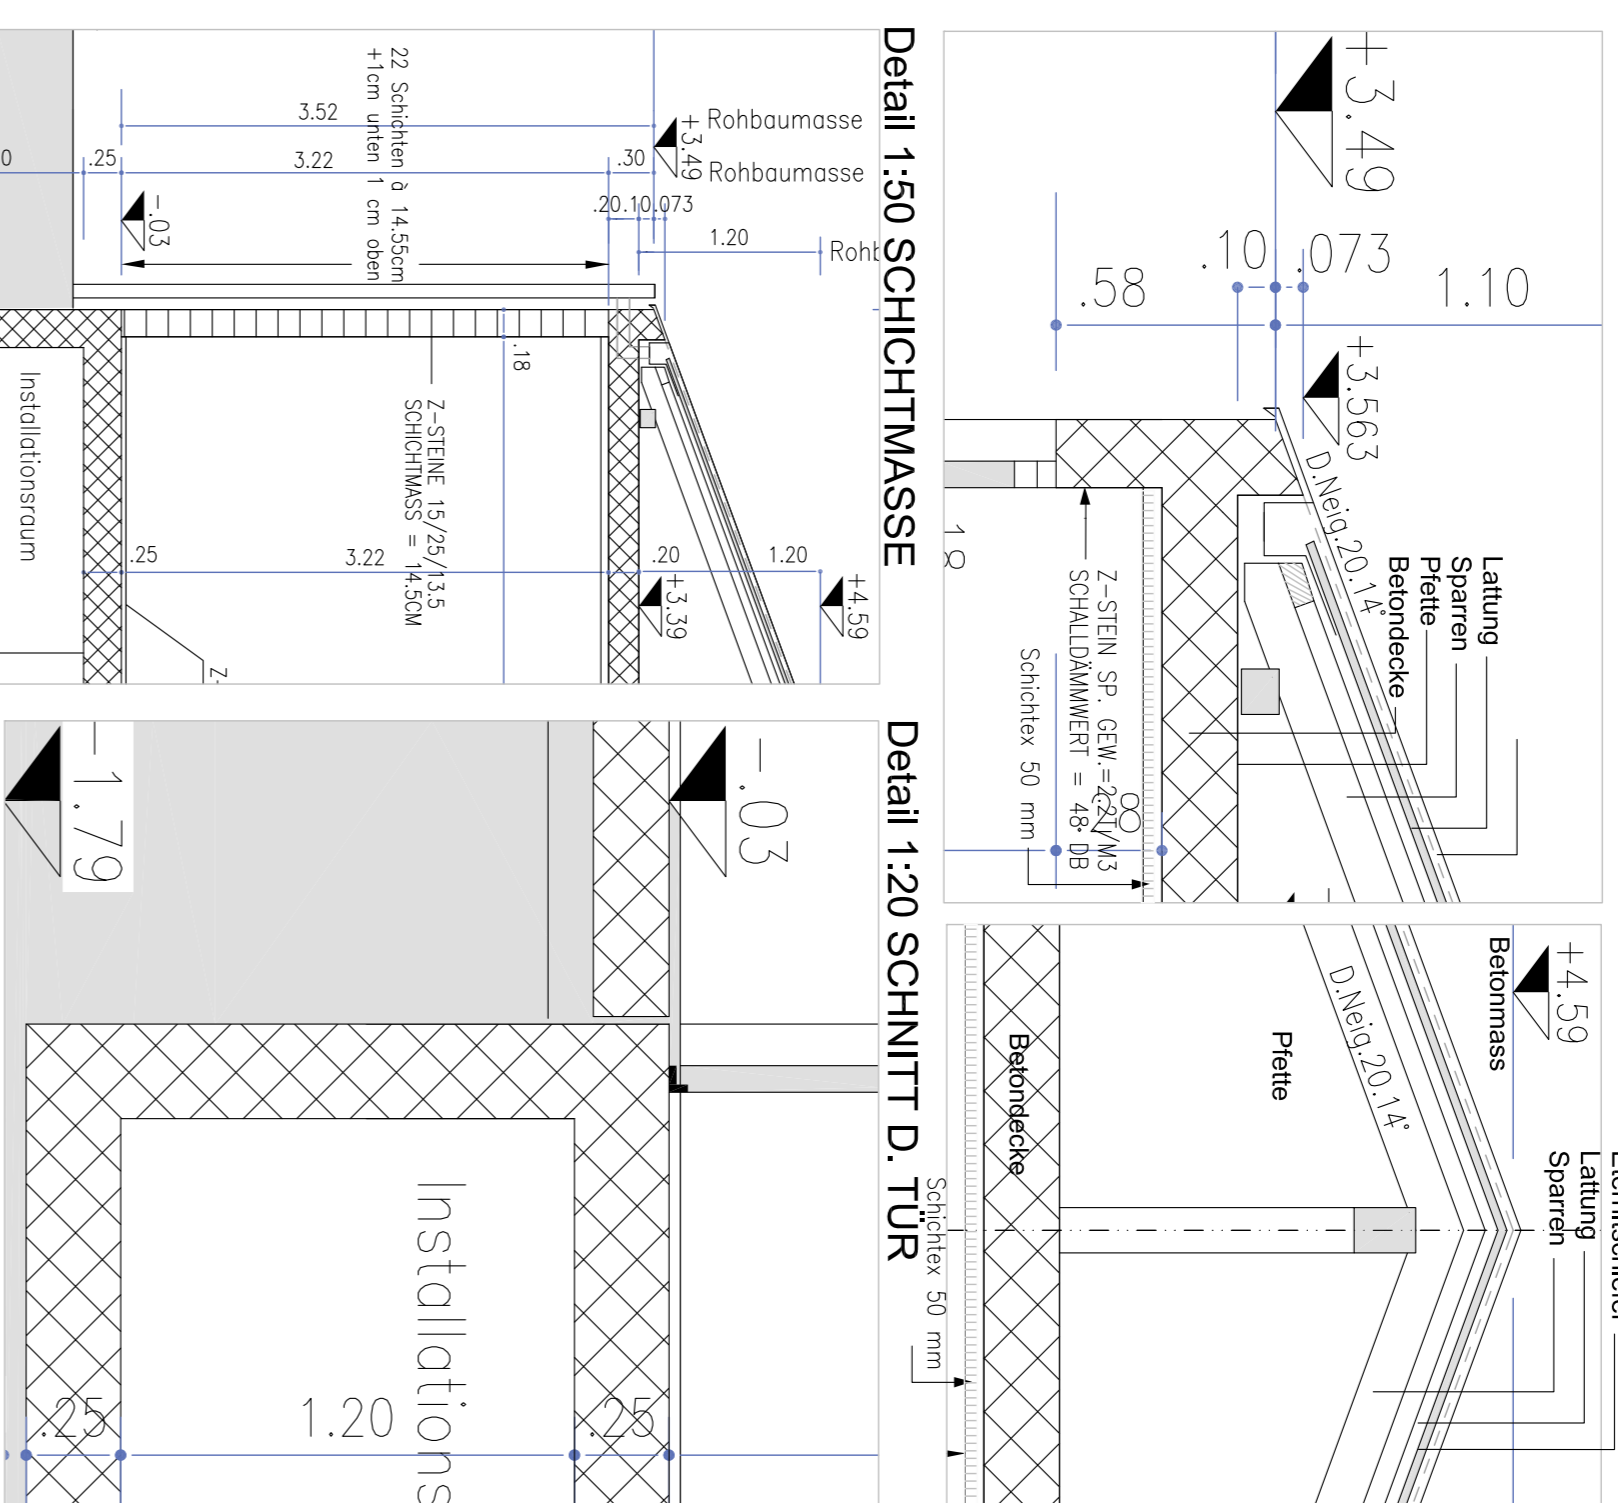 Detail 1:50 SCHICHTMASSE
22 Schichten à 14.55cm
+1cm unten 1 cm oben
3.52
Rohbaumasse
+3.49
.25
3.22
.30
Rohbaumasse
-.03
.20
.10
.073
1.20
.18
Z-STEINE 15/25/13.5
SCHICHTMASS = 14.5CM
Installationsraum
.25
3.22
.20
1.20
+3.39
+4.59
Z-
+3.49
.10
.073
.58
1.10
+3.563
D.Neig.20.14°
Lattung
Sparren
Pfette
Betondecke
18
Z-STEIN SP. GEW.=2.2T/M3
SCHALLDÄMMWERT = 48 DB
Schichtex 50 mm
Detail 1:20 SCHNITT D. TÜR
-1.79
-.03
Installations
.25
1.20
.25
+4.59
Betonmass
D.Neig.20.14°
Pfette
Betondecke
Lattung
Sparren
Schichtex 50 mm